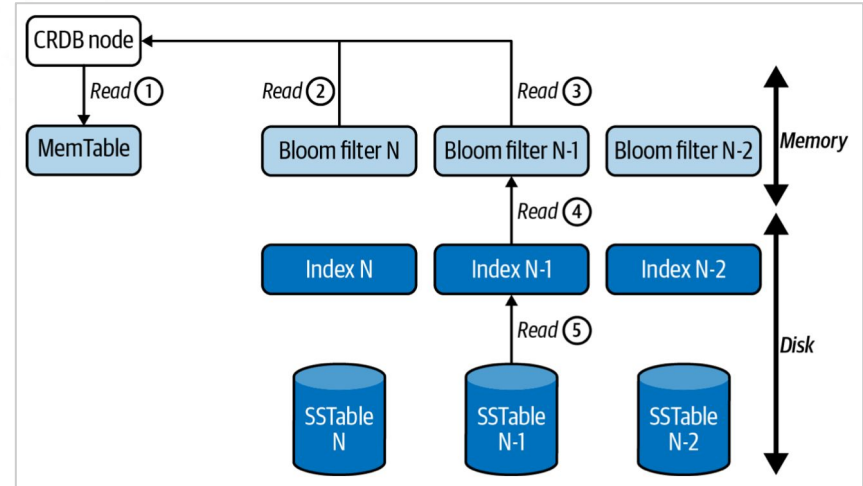 CRDB node
Read 1
Read 2
Read 3
MemTable
Bloom filter N
Bloom filter N-1
Bloom filter N-2
Memory
Read 4
Index N
Index N-1
Index N-2
Read 5
Disk
SSTable
N
SSTable
N-1
SSTable
N-2